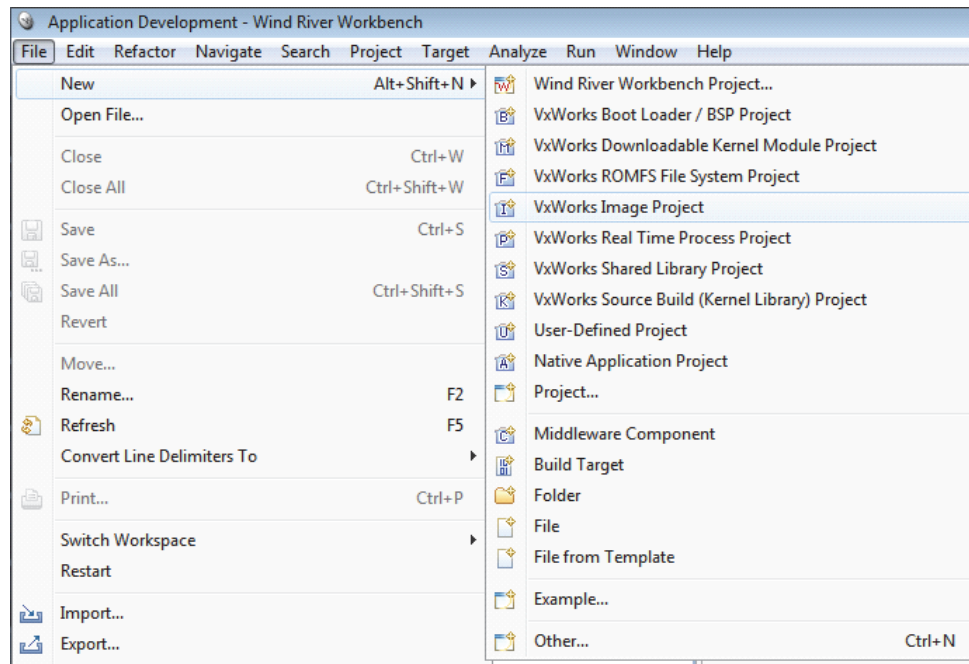 Application Development - Wind River Workbench
File Edit Refactor Navigate Search Project Target Analyze Run Window Help
New Alt+Shift+N
Open File...
Close Ctrl+W
Close All Ctrl+Shift+W
Save Ctrl+S
Save As...
Save All Ctrl+Shift+S
Revert
Move...
Rename... F2
Refresh F5
Convert Line Delimiters To
Print... Ctrl+P
Switch Workspace
Restart
Import...
Export...
Wind River Workbench Project...
VxWorks Boot Loader / BSP Project
VxWorks Downloadable Kernel Module Project
VxWorks ROMFS File System Project
VxWorks Image Project
VxWorks Real Time Process Project
VxWorks Shared Library Project
VxWorks Source Build (Kernel Library) Project
User-Defined Project
Native Application Project
Project...
Middleware Component
Build Target
Folder
File
File from Template
Example...
Other... Ctrl+N